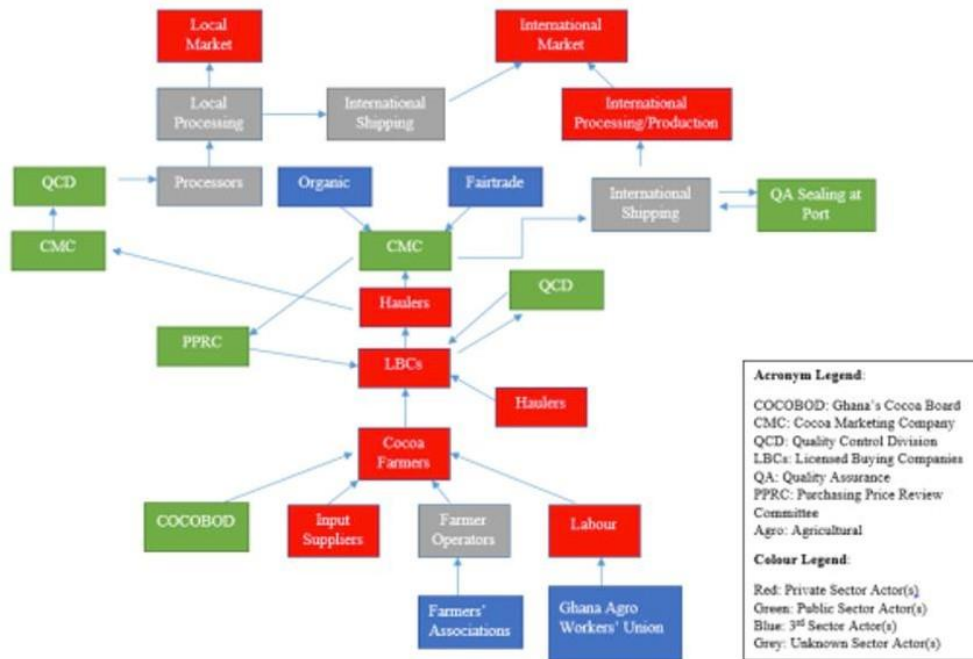 Local
Market
International
Market
Local
Processing
International
Shipping
International
Processing/Production
QCD
Processors
Organic
Fairtrade
International
Shipping
QA Sealing at
Port
CMC
CMC
QCD
Haulers
PPRC
LBCs
Haulers
Cocoa
Farmers
COCOBOD
Input
Suppliers
Farmer
Operators
Labour
Farmers'
Associations
Ghana Agro
Workers' Union
Acronym Legend:
COCOBOD: Ghana's Cocoa Board
CMC: Cocoa Marketing Company
QCD: Quality Control Division
LBCs: Licensed Buying Companies
QA: Quality Assurance
PPRC: Purchasing Price Review
Committee
Agro: Agricultural
Colour Legend:
Red: Private Sector Actor(s)
Green: Public Sector Actor(s)
Blue: 3rd Sector Actor(s)
Grey: Unknown Sector Actor(s)